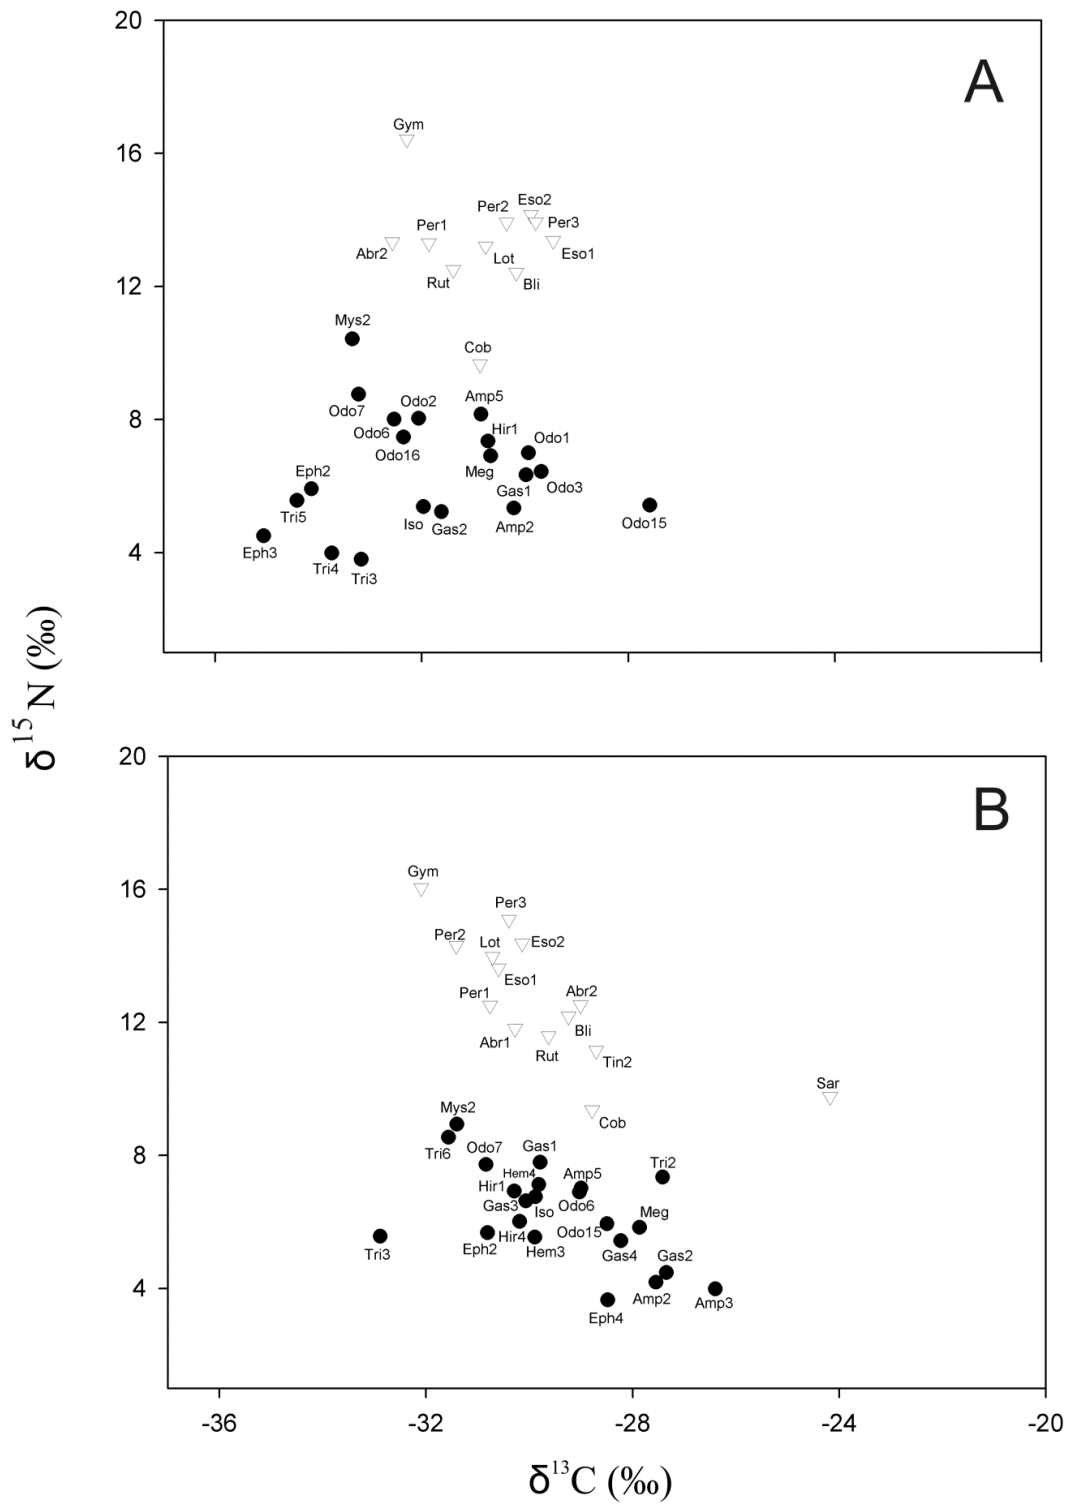 20
A
Gym
16
Eso2
Per2
Per1
Per3
Abr2
Lot
Eso1
Rut
Bli
12
Mys2
Cob
Amp5
Odo2
Odo7
8
Hir1
Odo6
Odo1
Odo16
Eph2
Meg
Odo3
Gas1
Tri5
Iso
Gas2
Amp2
Odo15
Eph3
4
Tri4
Tri3
δ15N (‰)
20
B
Gym
16
Per3
Per2
Lot
Eso2
Eso1
Per1
Abr2
12
Bli
Abr1
Rut
Tin2
Sar
Mys2
Cob
Odo7
Gas1
8
Tri6
Tri2
Hem4
Amp5
Hir1
Gas3
Iso
Odo6
Meg
Odo15
Hir4
Eph2
Hem3
Tri3
Gas4
Gas2
4
Amp2
Amp3
Eph4
-36 -32 -28 -24 -20
δ13C (‰)